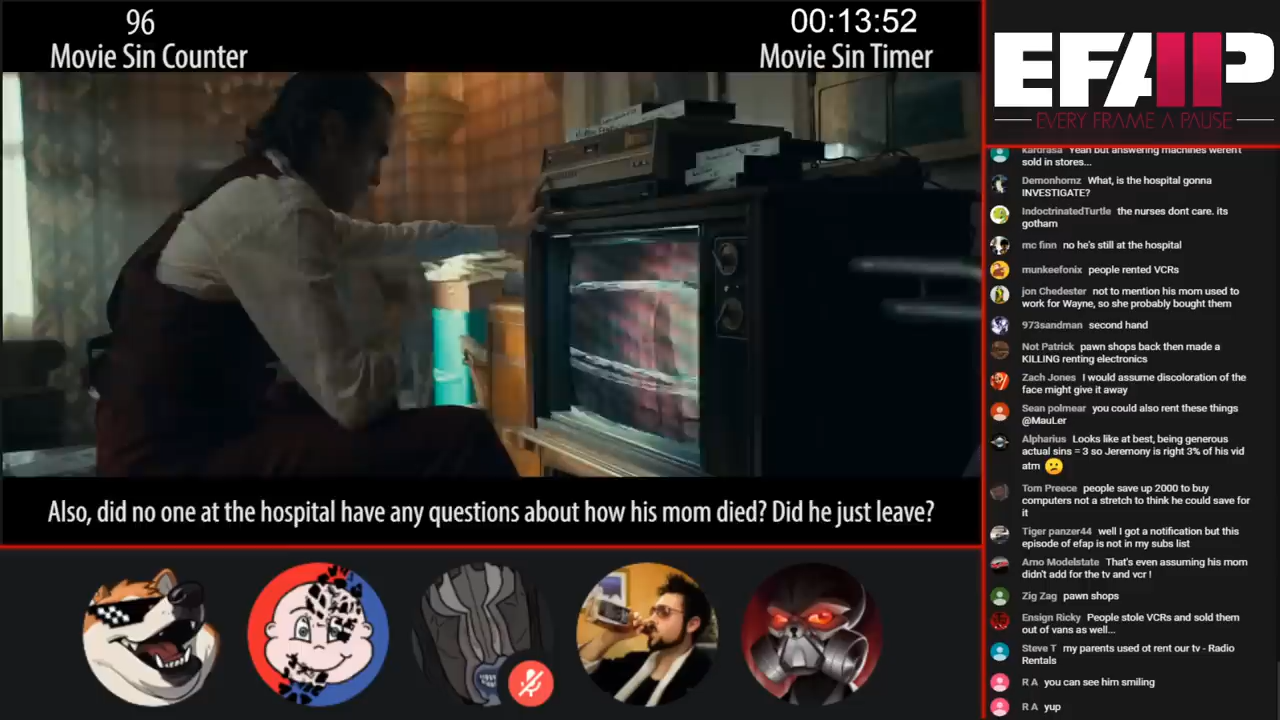 96
Movie Sin Counter
00:13:52
Movie Sin Timer
EFAP
EVERY FRAME A PAUSE
kardrasa Yeah but answering machines weren't
sold in stores...
Demonhornz What, is the hospital gonna
INVESTIGATE?
IndoctrinatedTurtle the nurses dont care. its
gotham
mc finn no he's still at the hospital
munkeefonix people rented VCRs
jon Chedester not to mention his mom used to
work for Wayne, so she probably bought them
973sandman second hand
Not Patrick pawn shops back then made a
KILLING renting electronics
Zach Jones I would assume discoloration of the
face might give it away
Sean polmear you could also rent these things
@MauLer
Alpharius Looks like at best, being generous
actual sins = 3 so Jeremony is right 3% of his vid
atm
Tom Preece people save up 2000 to buy
computers not a stretch to think he could save for
it
Tiger panzer44 well I got a notification but this
episode of efap is not in my subs list
Arno Modelstate That's even assuming his mom
didn't add for the tv and vcr !
Zig Zag pawn shops
Ensign Ricky People stole VCRs and sold them
out of vans as well...
Steve T my parents used ot rent our tv - Radio
Rentals
R A you can see him smiling
R A yup
Also, did no one at the hospital have any questions about how his mom died? Did he just leave?